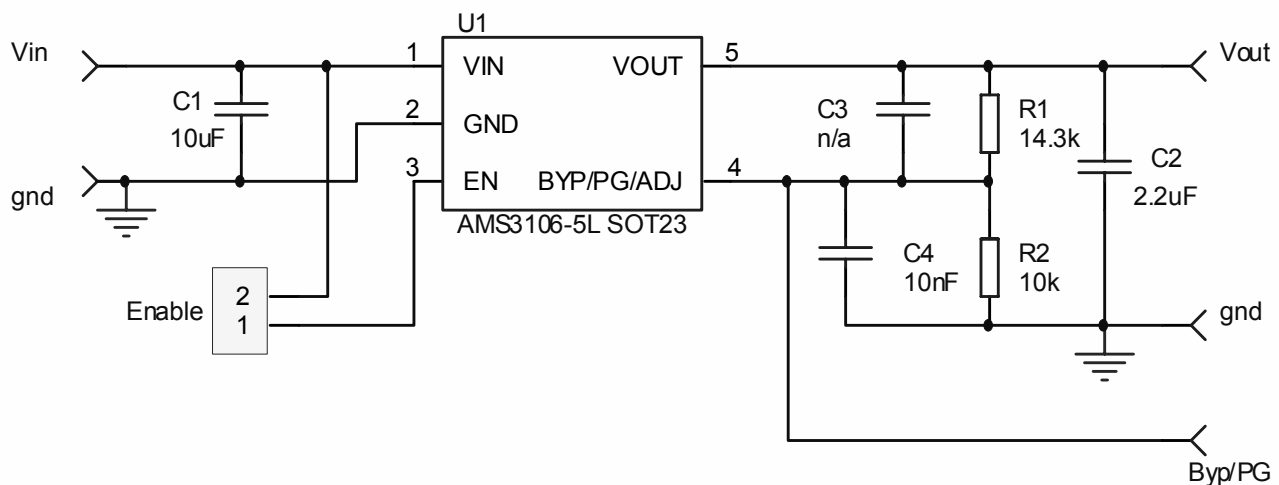 U1
Vin
1
VIN
VOUT
5
Vout
C1
10uF
2
GND
C3
n/a
R1
14.3k
C2
2.2uF
gnd
3
EN
BYP/PG/ADJ
4
AMS3106-5L SOT23
C4
10nF
R2
10k
Enable
2
1
gnd
Byp/PG